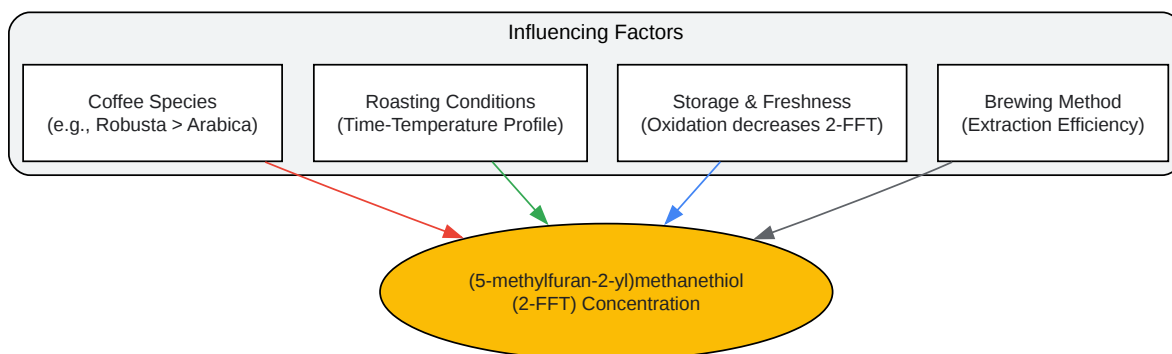 Influencing Factors
Coffee Species
(e.g., Robusta > Arabica)
Roasting Conditions
(Time-Temperature Profile)
Storage & Freshness
(Oxidation decreases 2-FFT)
Brewing Method
(Extraction Efficiency)
(5-methylfuran-2-yl)methanethiol
(2-FFT) Concentration